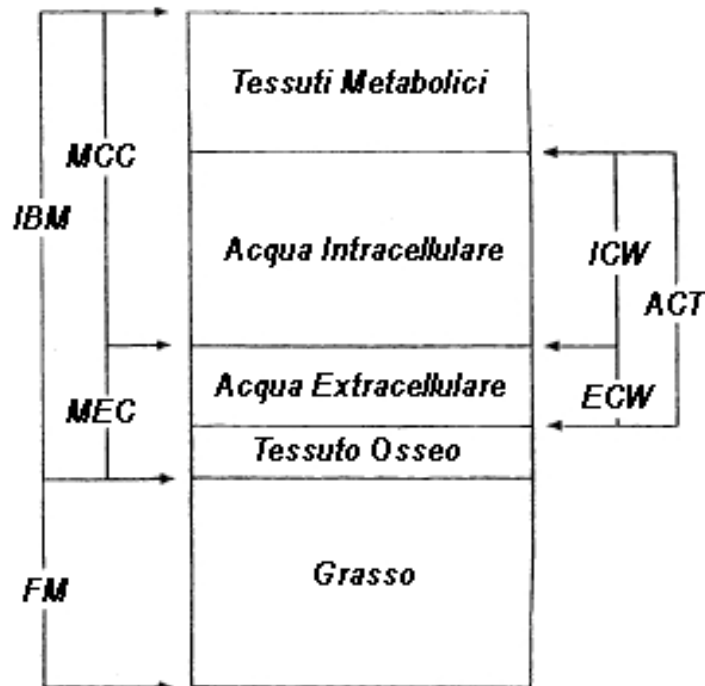 Tessuti Metabolici
MCC
IBM
Acqua Intracellulare
ICW
ACT
Acqua Extracellulare
MEC
ECW
Tessuto Osseo
Grasso
FM